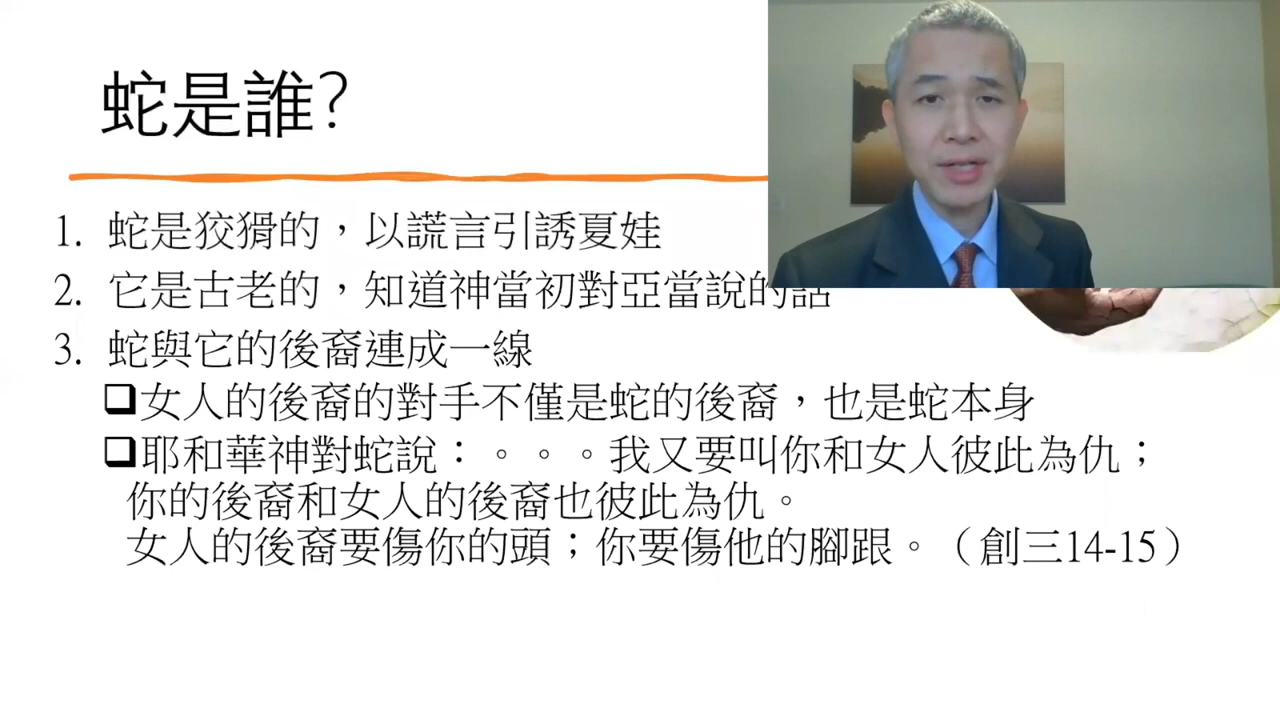 蛇是誰?
1. 蛇是狡猾的，以謊言引誘夏娃
2. 它是古老的，知道神當初對亞當說的話
3. 蛇與它的後裔連成一線
❑女人的後裔的對手不僅是蛇的後裔，也是蛇本身
❑耶和華神對蛇說：。。。我又要叫你和女人彼此為仇；
你的後裔和女人的後裔也彼此為仇。
女人的後裔要傷你的頭；你要傷他的腳跟。（創三14-15）